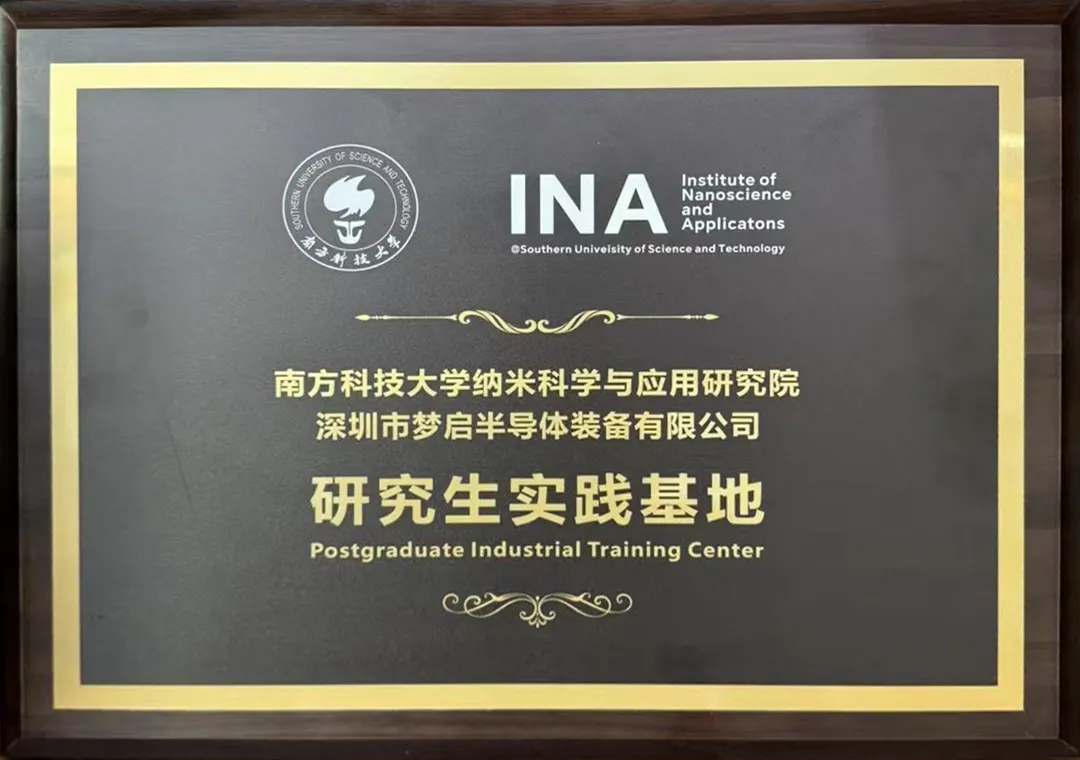 SOUTHERN UNIVERSITY OF SCIENCE AND TECHNOLOGY
南方科技大学
INA
Institute of
Nanoscience
and
Applicatons
@Southern Univeisity of Science and Technology
南方科技大学纳米科学与应用研究院
深圳市梦启半导体装备有限公司
研究生实践基地
Postgraduate Industrial Training Center